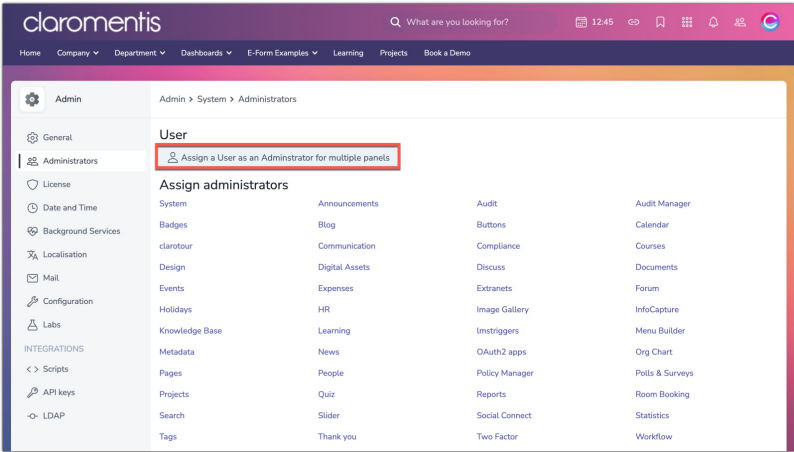 claromentis
What are you looking for?
12:45
Home Company Department Dashboards E-Form Examples Learning Projects Book a Demo
Admin
Admin > System > Administrators
General
Administrators
License
Date and Time
Background Services
Localisation
Mail
Configuration
Labs
INTEGRATIONS
Scripts
API keys
LDAP
User
Assign a User as an Adminstrator for multiple panels
Assign administrators
System Announcements Audit Audit Manager
Badges Blog Buttons Calendar
clarotour Communication Compliance Courses
Design Digital Assets Discuss Documents
Events Expenses Extranets Forum
Holidays HR Image Gallery InfoCapture
Knowledge Base Learning lmstriggers Menu Builder
Metadata News OAuth2 apps Org Chart
Pages People Policy Manager Polls & Surveys
Projects Quiz Reports Room Booking
Search Slider Social Connect Statistics
Tags Thank you Two Factor Workflow